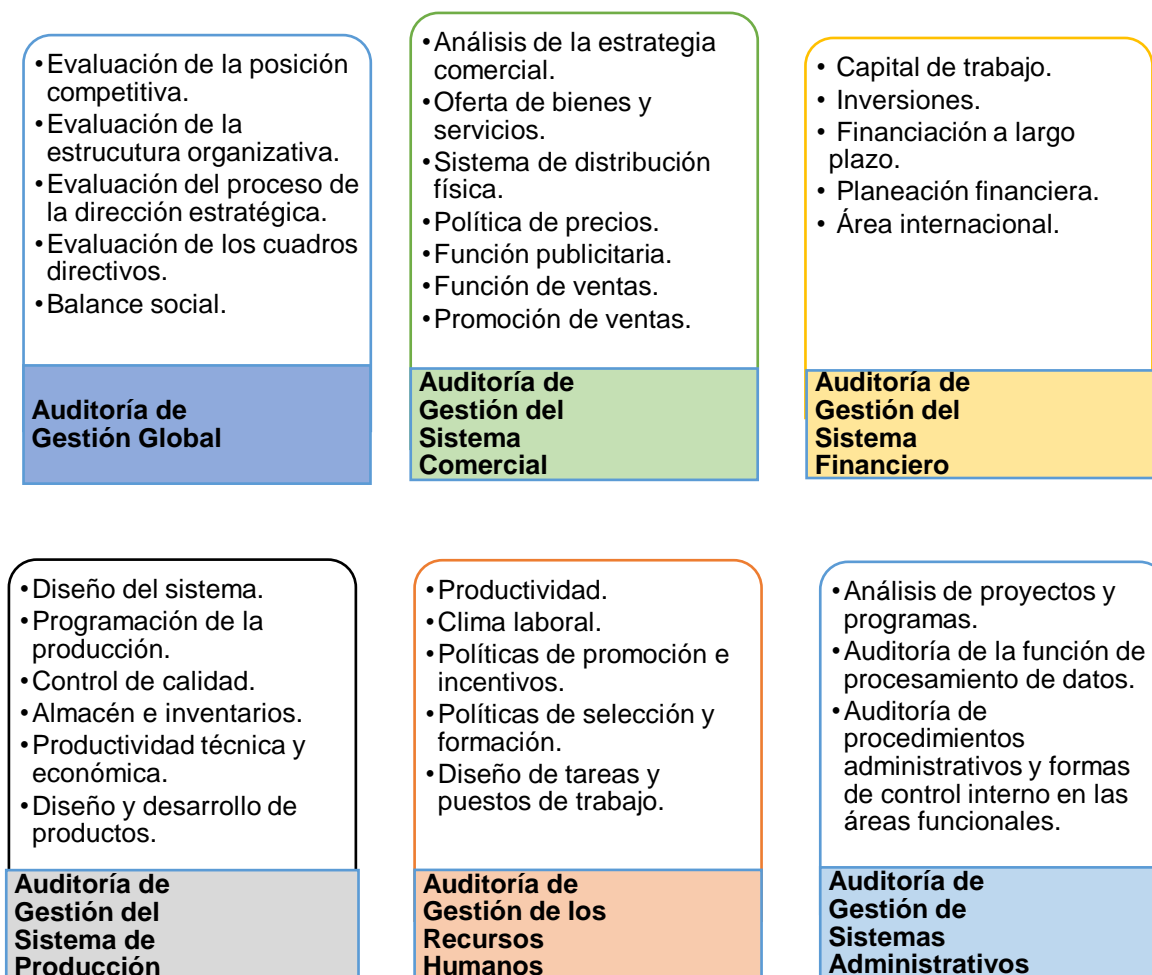 •Evaluación de la posición
competitiva.
•Evaluación de la
estrucutura organizativa.
•Evaluación del proceso de
la dirección estratégica.
•Evaluación de los cuadros
directivos.
•Balance social.
Auditoría de
Gestión Global
•Análisis de la estrategia
comercial.
•Oferta de bienes y
servicios.
•Sistema de distribución
física.
•Política de precios.
•Función publicitaria.
•Función de ventas.
•Promoción de ventas.
Auditoría de
Gestión del
Sistema
Comercial
• Capital de trabajo.
• Inversiones.
• Financiación a largo
plazo.
• Planeación financiera.
• Área internacional.
Auditoría de
Gestión del
Sistema
Financiero
•Diseño del sistema.
•Programación de la
producción.
•Control de calidad.
•Almacén e inventarios.
•Productividad técnica y
económica.
•Diseño y desarrollo de
productos.
Auditoría de
Gestión del
Sistema de
Producción
•Productividad.
•Clima laboral.
•Políticas de promoción e
incentivos.
•Políticas de selección y
formación.
•Diseño de tareas y
puestos de trabajo.
Auditoría de
Gestión de los
Recursos
Humanos
•Análisis de proyectos y
programas.
•Auditoría de la función de
procesamiento de datos.
•Auditoría de
procedimientos
administrativos y formas
de control interno en las
áreas funcionales.
Auditoría de
Gestión de
Sistemas
Administrativos